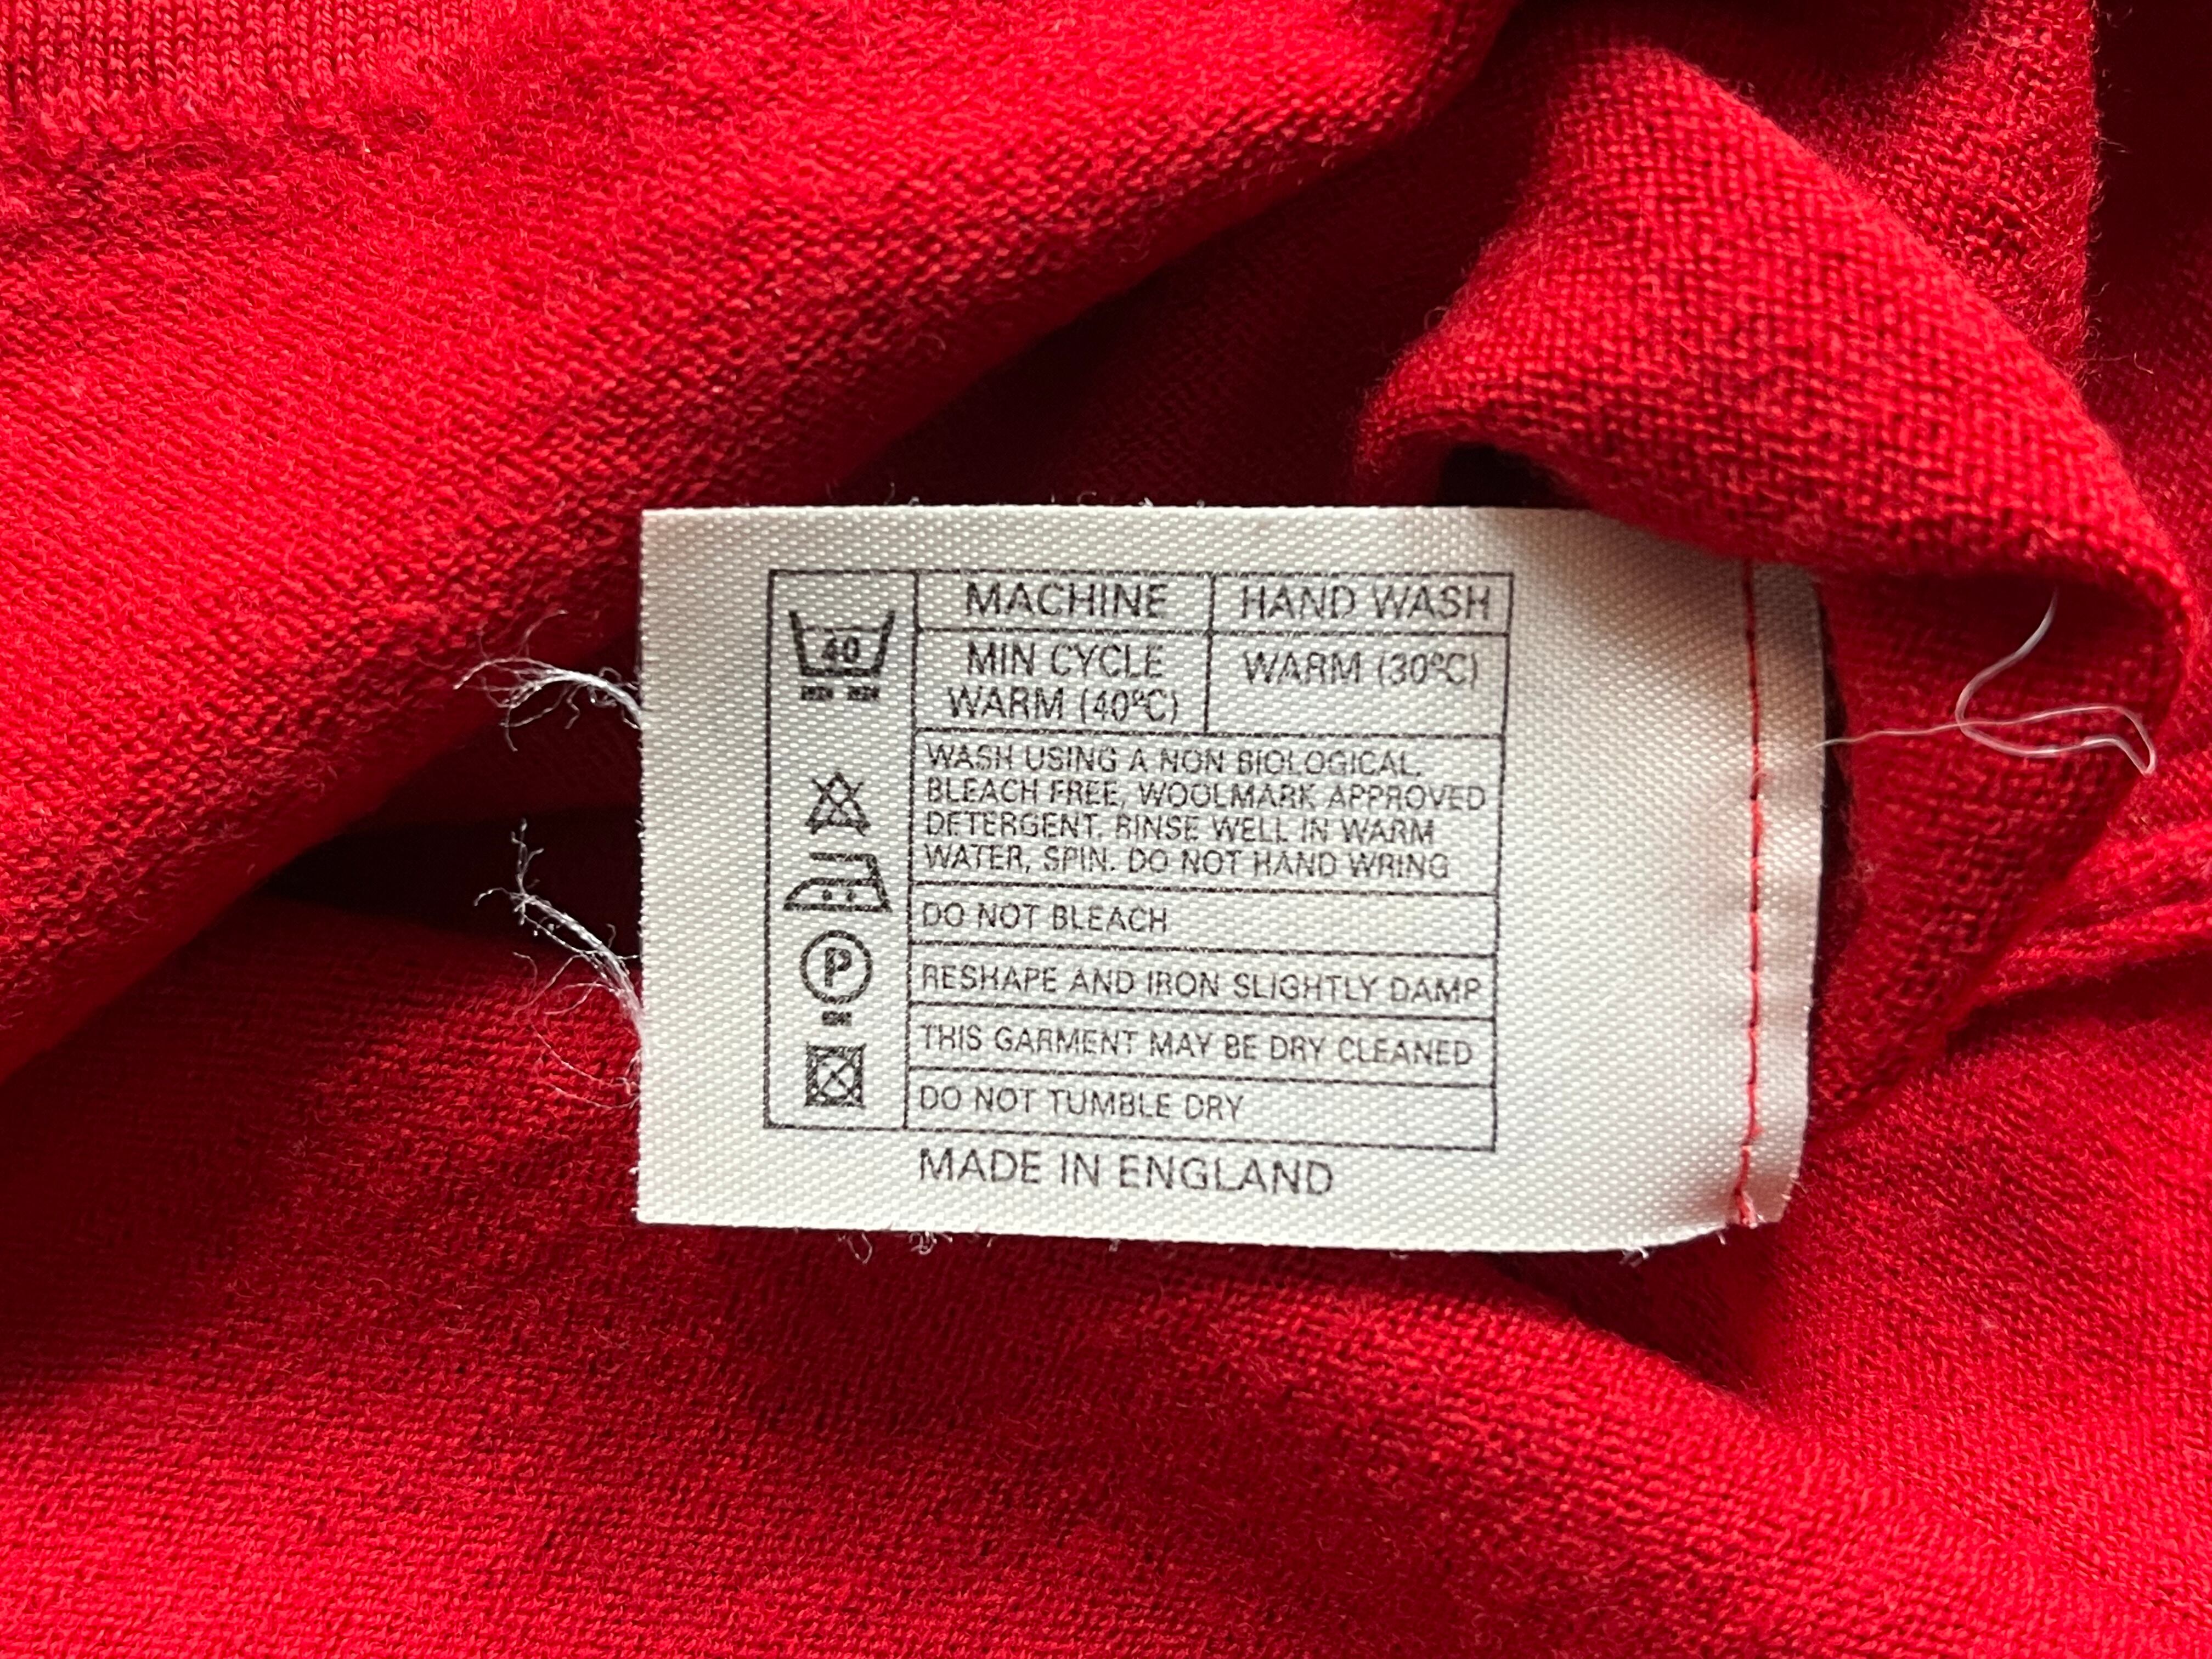 40
MACHINE HAND WASH
MIN CYCLE WARM (30ºC)
WARM (40ºC)
WASH USING A NON BIOLOGICAL,
BLEACH FREE, WOOLMARK APPROVED
DETERGENT. RINSE WELL IN WARM
WATER, SPIN. DO NOT HAND WRING
DO NOT BLEACH
RESHAPE AND IRON SLIGHTLY DAMP
P
THIS GARMENT MAY BE DRY CLEANED
DO NOT TUMBLE DRY
MADE IN ENGLAND